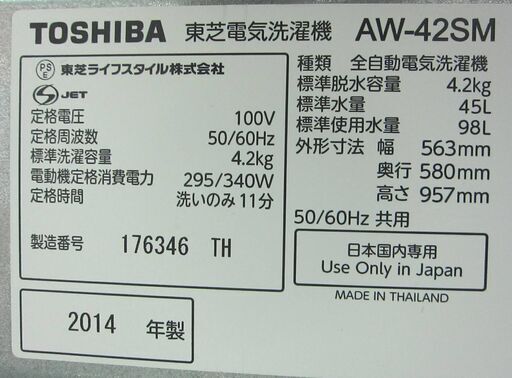 TOSHIBA 東芝電気洗濯機 AW-42SM
PSE 東芝ライフスタイル株式会社
S JET
定格電圧 100V
定格周波数 50/60Hz
標準洗濯容量 4.2kg
電動機定格消費電力 295/340W
定格時間 洗いのみ11分
製造番号 176346 TH
2014 年製
種類 全自動電気洗濯機
標準脱水容量 4.2kg
標準水量 45L
標準使用水量 98L
外形寸法 幅 563mm
奥行 580mm
高さ 957mm
50/60Hz 共用
日本国内専用
Use Only in Japan
MADE IN THAILAND